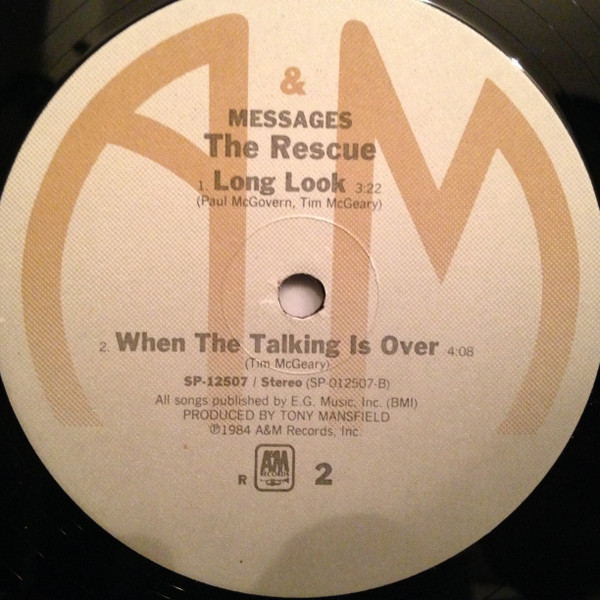 A&M
MESSAGES
The Rescue
1. Long Look 3:22
(Paul McGovern, Tim McGeary)
2. When The Talking Is Over 4:08
(Tim McGeary)
SP-12507 / Stereo (SP-012507-B)
All songs published by E.G. Music, Inc. (BMI)
PRODUCED BY TONY MANSFIELD
℗1984 A&M Records, Inc.
R A&M RECORDS 2